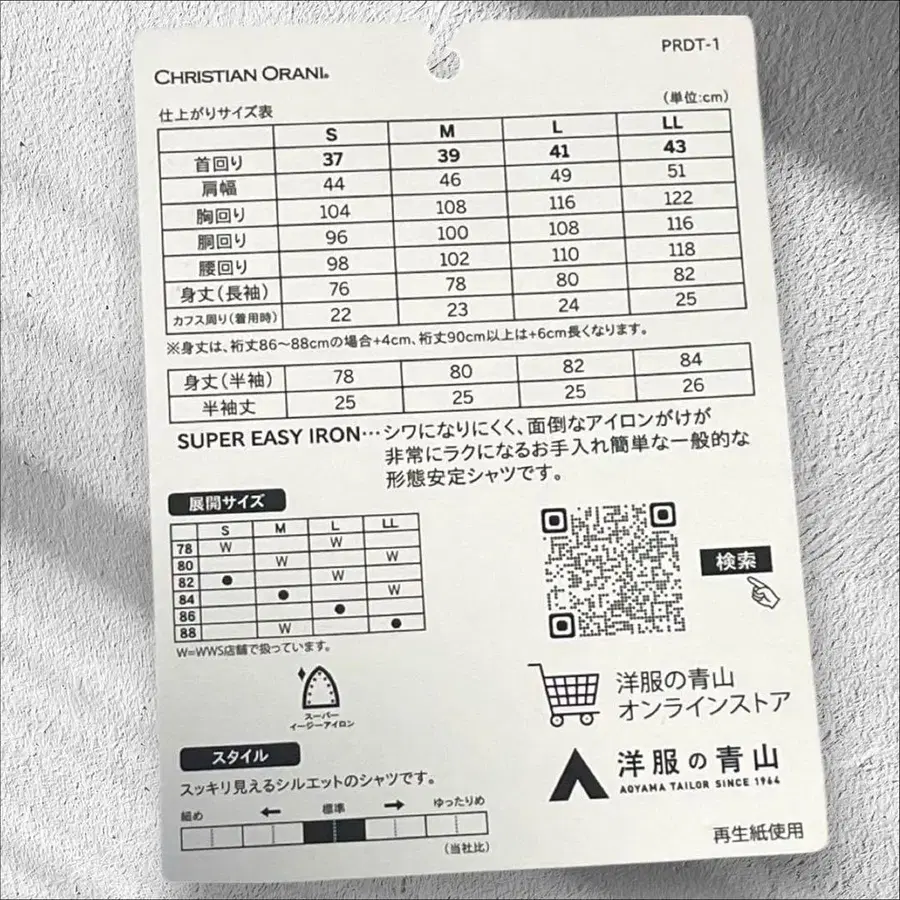 PRDT-1
CHRISTIAN ORANI®
仕上がりサイズ表
（単位:cm）
S M L LL
首回り 37 39 41 43
肩幅 44 46 49 51
胸回り 104 108 116 122
胴回り 96 100 108 116
腰回り 98 102 110 118
身丈（長袖） 76 78 80 82
カフス周り（着用時） 22 23 24 25
※身丈は、裄丈86～88cmの場合+4cm、裄丈90cm以上は+6cm長くなります。
身丈（半袖） 78 80 82 84
半袖丈 25 25 25 26
SUPER EASY IRON…シワになりにくく、面倒なアイロンがけが
非常にラクになるお手入れ簡単な一般的な
形態安定シャツです。
展開サイズ
S M L LL
78 W W
80 W W
82 ● W
84 ● W
86 ●
88 W ●
W=WWS店舗で扱っています。
検索
スーパー
イージーアイロン
洋服の青山
オンラインストア
スタイル
スッキリ見えるシルエットのシャツです。
細め ← 標準 → ゆったりめ
（当社比）
洋服の青山
AOYAMA TAILOR SINCE 1964
再生紙使用